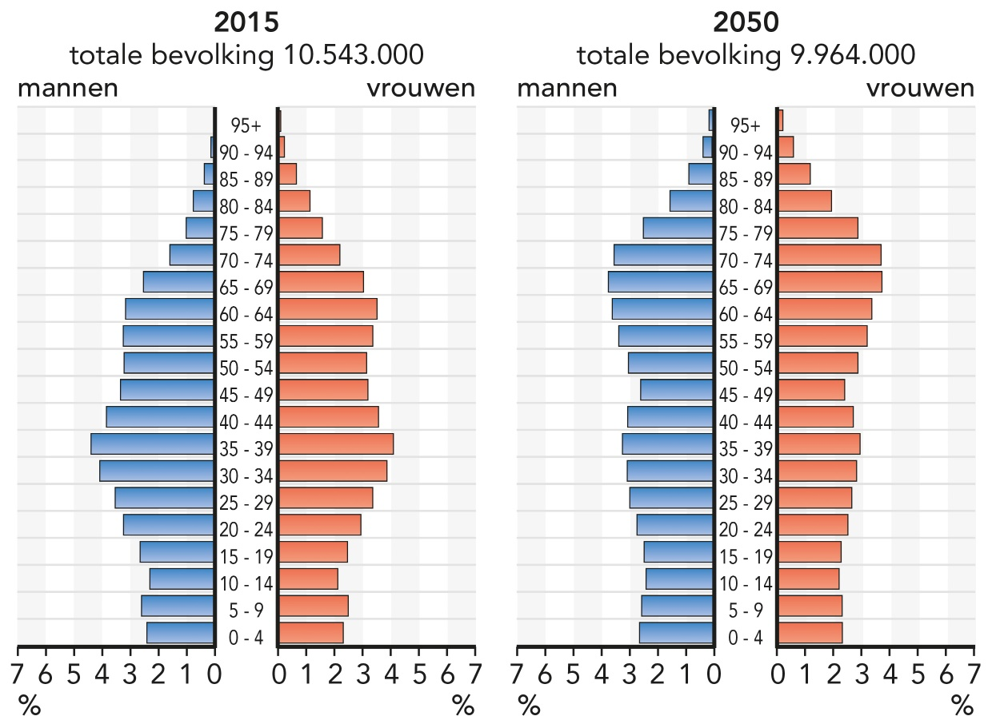 2015
totale bevolking 10.543.000
mannen vrouwen
95+
90 - 94
85 - 89
80 - 84
75 - 79
70 - 74
65 - 69
60 - 64
55 - 59
50 - 54
45 - 49
40 - 44
35 - 39
30 - 34
25 - 29
20 - 24
15 - 19
10 - 14
5 - 9
0 - 4
7 6 5 4 3 2 1 0 0 1 2 3 4 5 6 7
% %
2050
totale bevolking 9.964.000
mannen vrouwen
95+
90 - 94
85 - 89
80 - 84
75 - 79
70 - 74
65 - 69
60 - 64
55 - 59
50 - 54
45 - 49
40 - 44
35 - 39
30 - 34
25 - 29
20 - 24
15 - 19
10 - 14
5 - 9
0 - 4
7 6 5 4 3 2 1 0 0 1 2 3 4 5 6 7
% %